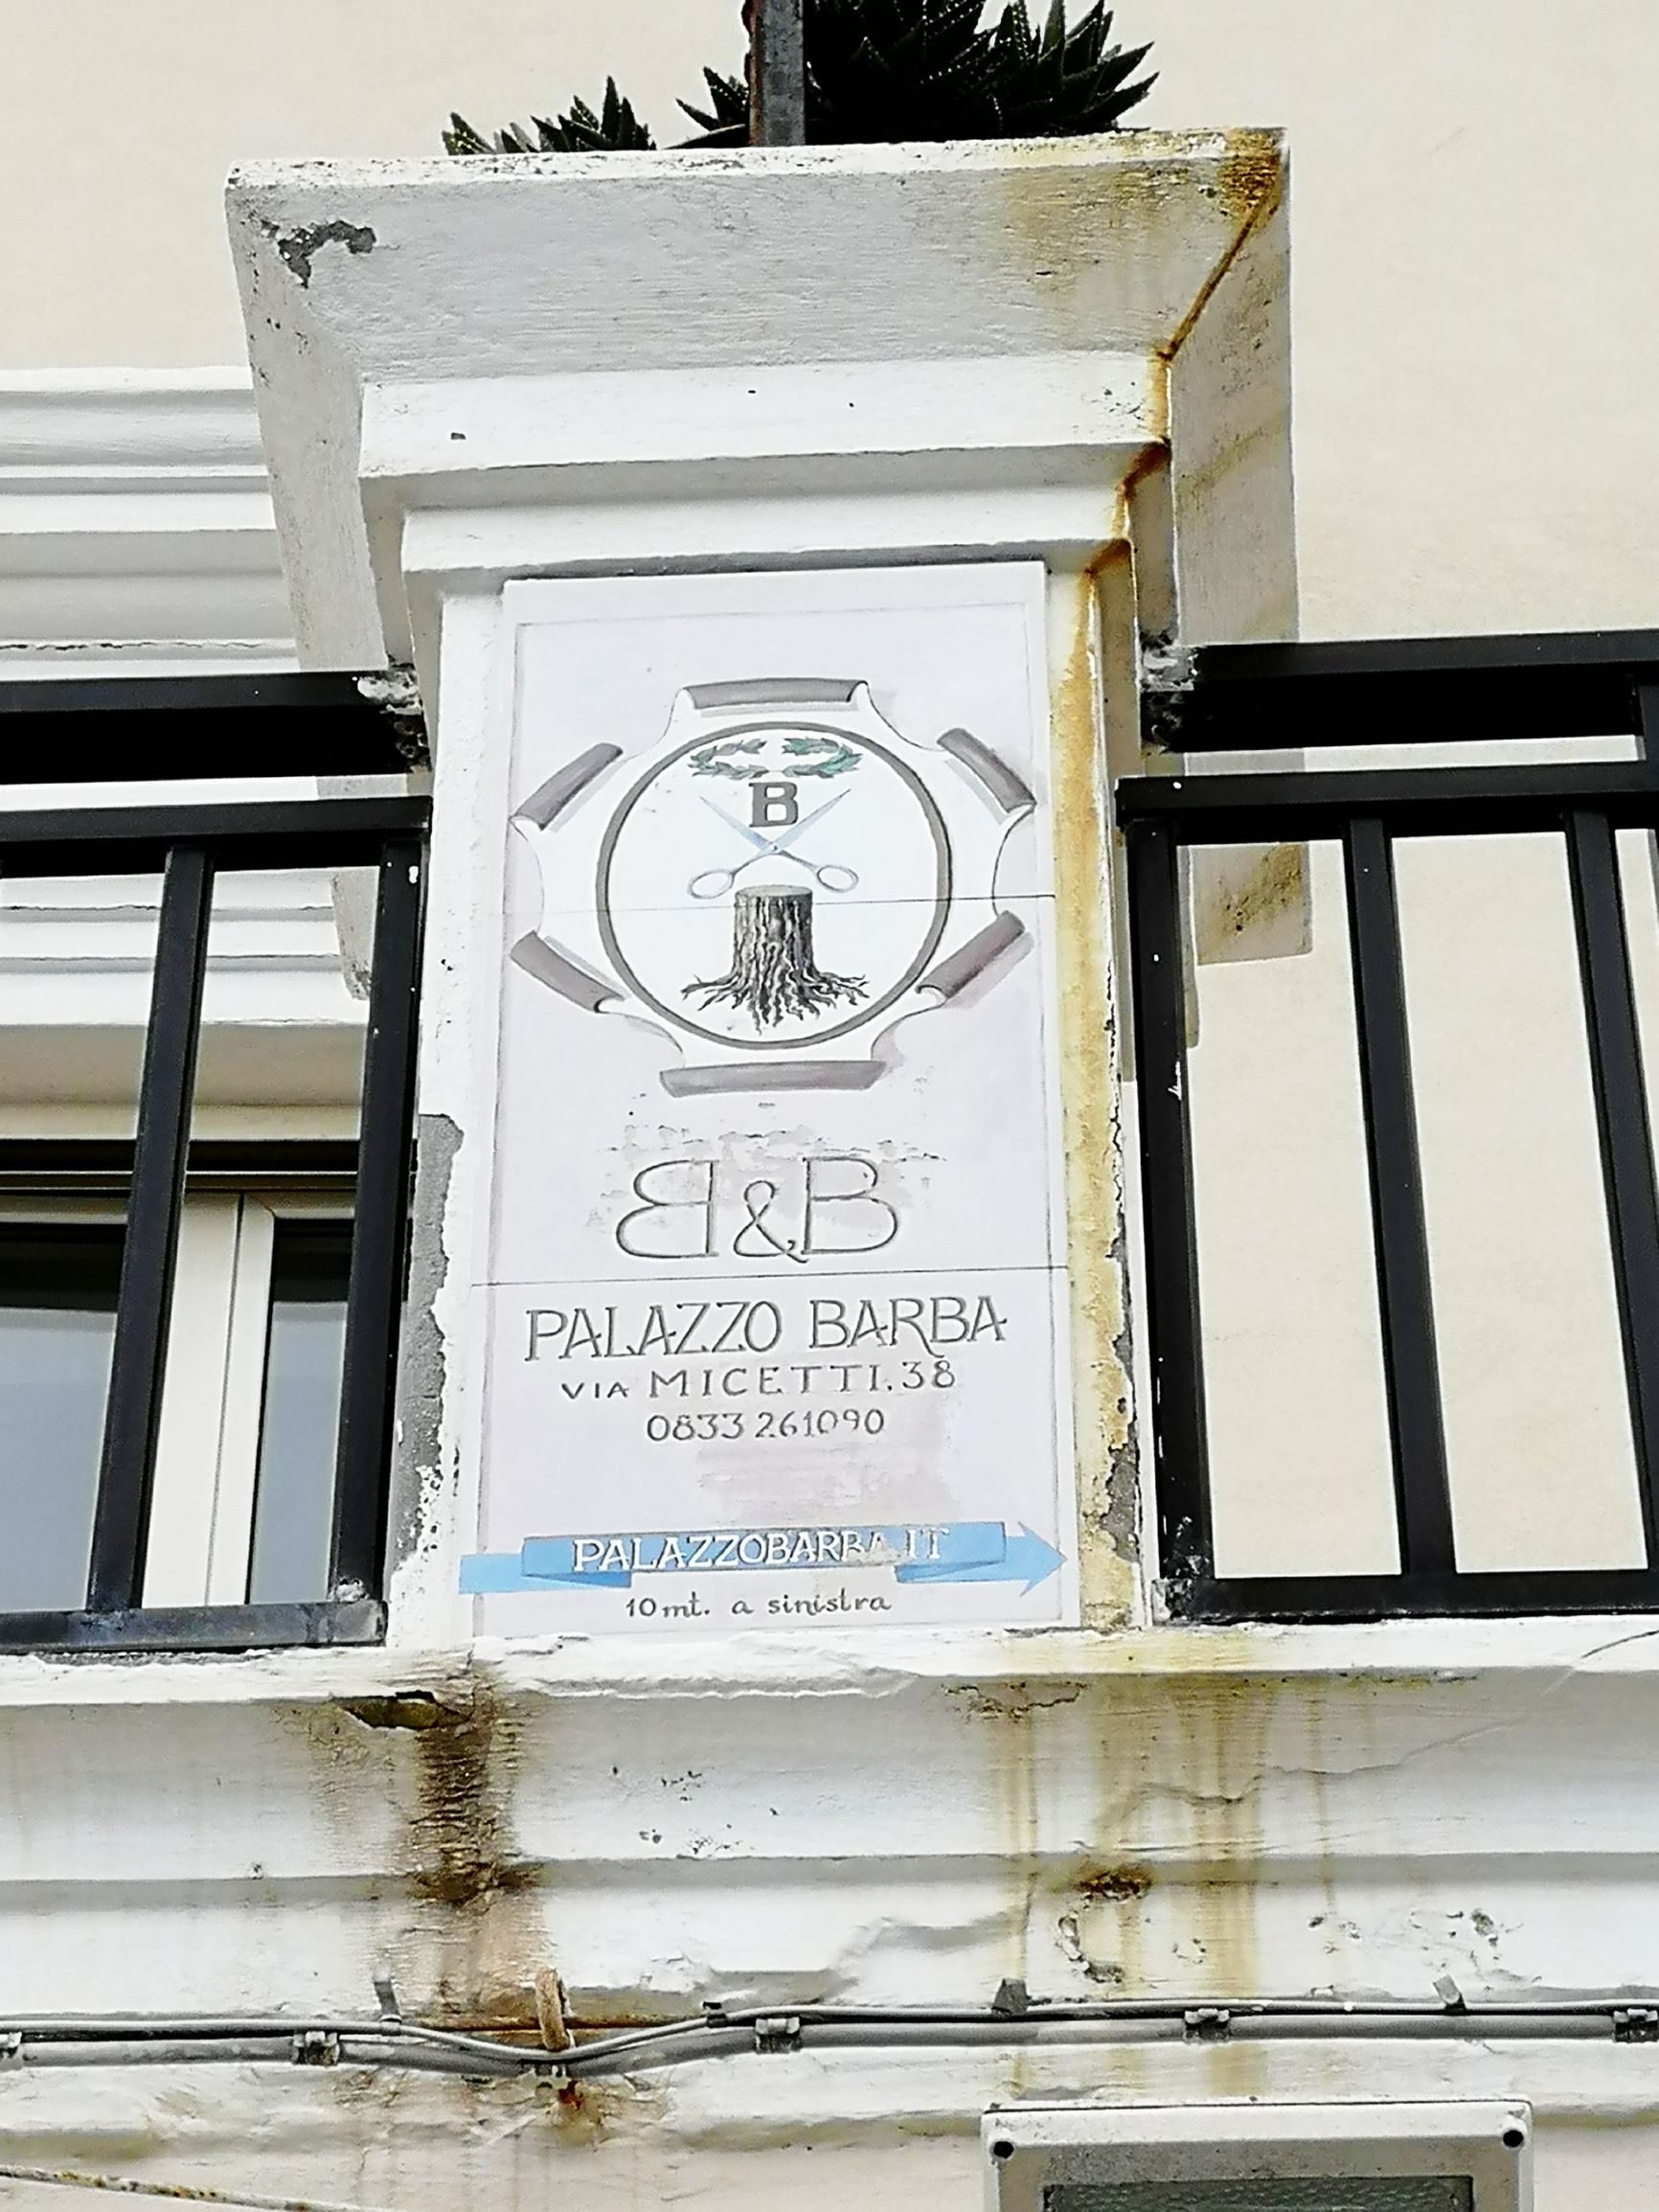 B
B&B
PALAZZO BARBA
VIA MICETTI, 38
0833 261090
PALAZZOBARBA.IT
10 mt. a sinistra